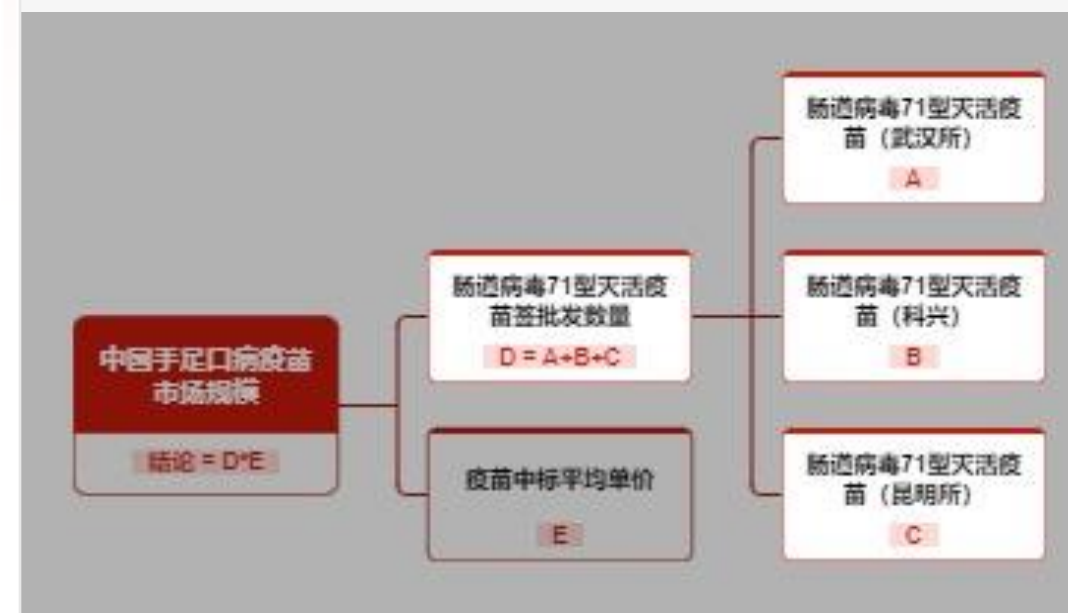 中国手足口病疫苗
市场规模
结论 = D*E
肠道病毒71型灭活疫
苗签批发数量
D = A+B+C
疫苗中标平均单价
E
肠道病毒71型灭活疫
苗（武汉所）
A
肠道病毒71型灭活疫
苗（科兴）
B
肠道病毒71型灭活疫
苗（昆明所）
C